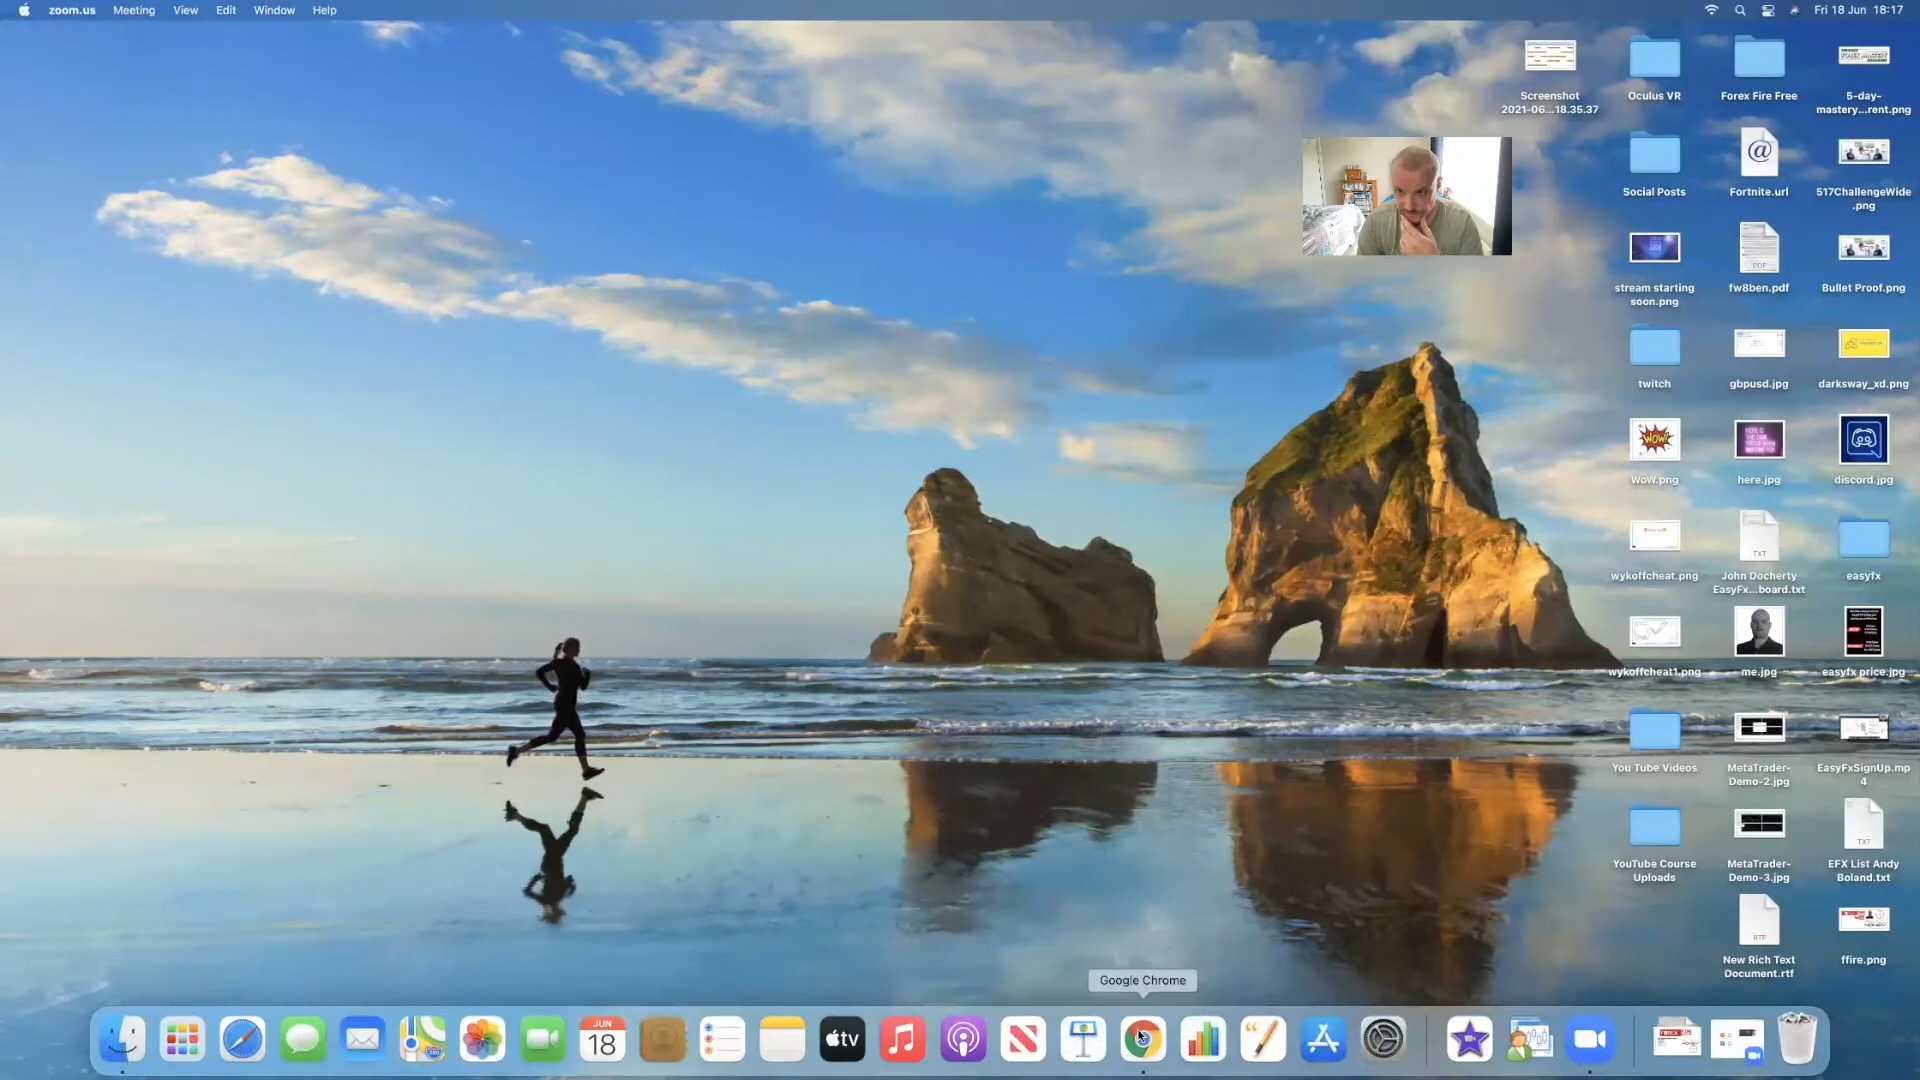 zoom.us Meeting View Edit Window Help
Fri 18 Jun 18:17
Screenshot
2021-06...18.35.37
Oculus VR
Forex Fire Free
5-day-
mastery...rent.png
Social Posts
Fortnite.url
517ChallengeWide
.png
stream starting
soon.png
PDF
fw8ben.pdf
Bullet Proof.png
twitch
gbpusd.jpg
darksway_xd.png
WOW!
WoW.png
here.jpg
discord.jpg
wykoffcheat.png
TXT
John Docherty
EasyFx...board.txt
easyfx
wykoffcheat1.png
me.jpg
easyfx price.jpg
You Tube Videos
MetaTrader-
Demo-2.jpg
EasyFxSignUp.mp
4
YouTube Course
Uploads
MetaTrader-
Demo-3.jpg
TXT
EFX List Andy
Boland.txt
RTF
New Rich Text
Document.rtf
ffire.png
Google Chrome
JUN
18
tv